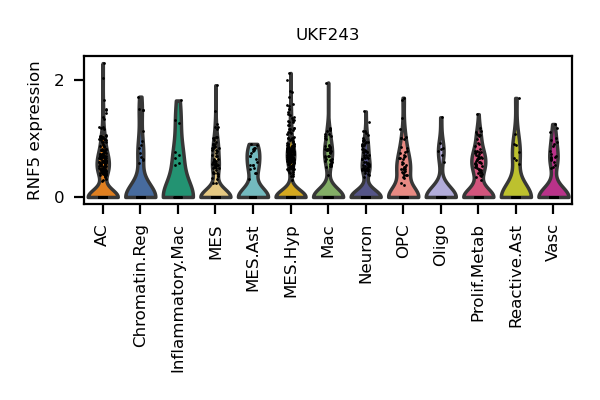 UKF243
RNF5 expression
2
0
AC
Chromatin.Reg
Inflammatory.Mac
MES
MES.Ast
MES.Hyp
Mac
Neuron
OPC
Oligo
Prolif.Metab
Reactive.Ast
Vasc